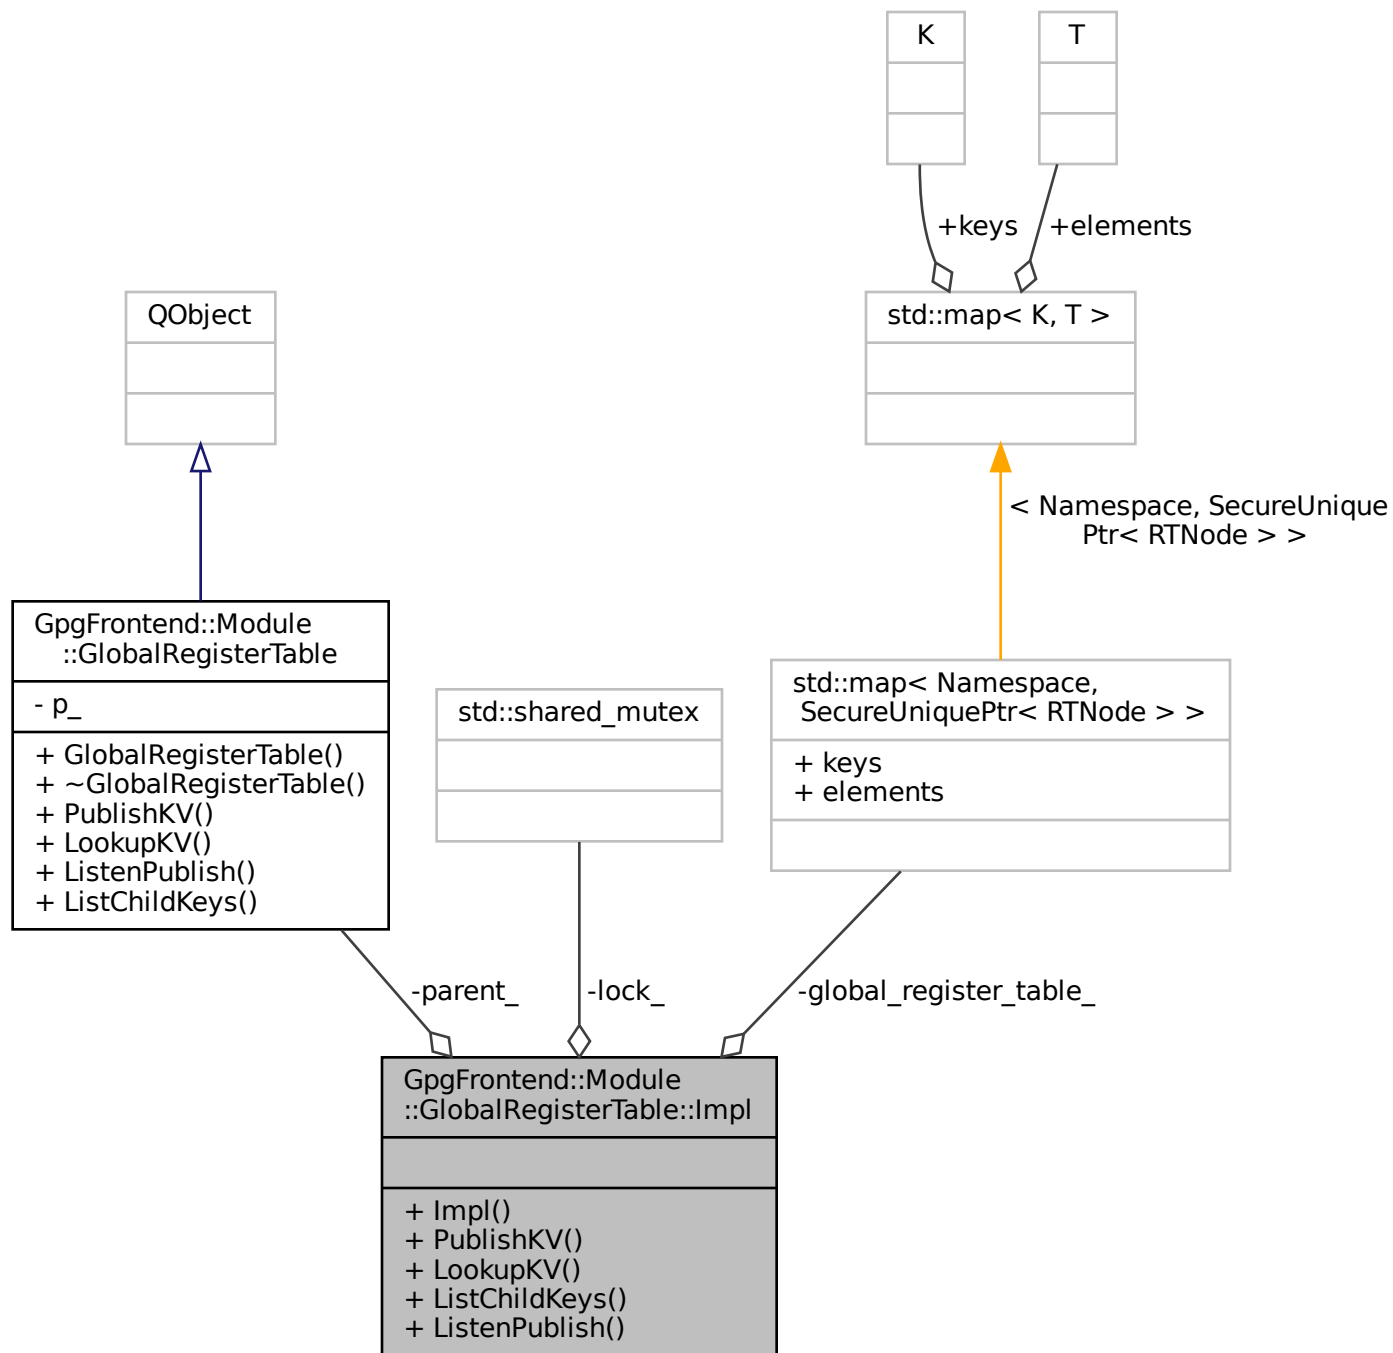 K
T
+keys
+elements
QObject
std::map< K, T >
< Namespace, SecureUnique
Ptr< RTNode > >
GpgFrontend::Module
::GlobalRegisterTable
- p_
+ GlobalRegisterTable()
+ ~GlobalRegisterTable()
+ PublishKV()
+ LookupKV()
+ ListenPublish()
+ ListChildKeys()
std::shared_mutex
std::map< Namespace,
SecureUniquePtr< RTNode > >
+ keys
+ elements
-parent_
-lock_
-global_register_table_
GpgFrontend::Module
::GlobalRegisterTable::Impl
+ Impl()
+ PublishKV()
+ LookupKV()
+ ListChildKeys()
+ ListenPublish()